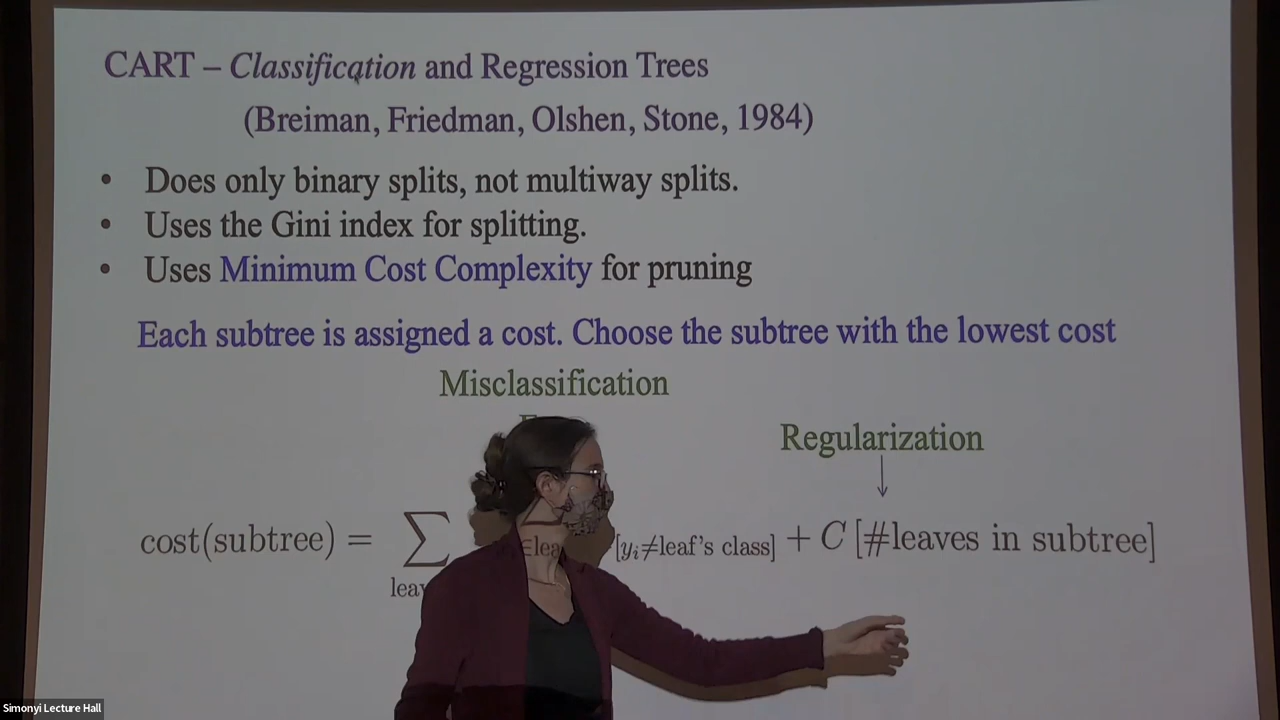 CART – Classification and Regression Trees
(Breiman, Friedman, Olshen, Stone, 1984)
• Does only binary splits, not multiway splits.
• Uses the Gini index for splitting.
• Uses Minimum Cost Complexity for pruning
Each subtree is assigned a cost. Choose the subtree with the lowest cost
Misclassification
Regularization
cost(subtree) = ∑ [yᵢ≠leaf's class] + C [#leaves in subtree]
Simonyi Lecture Hall